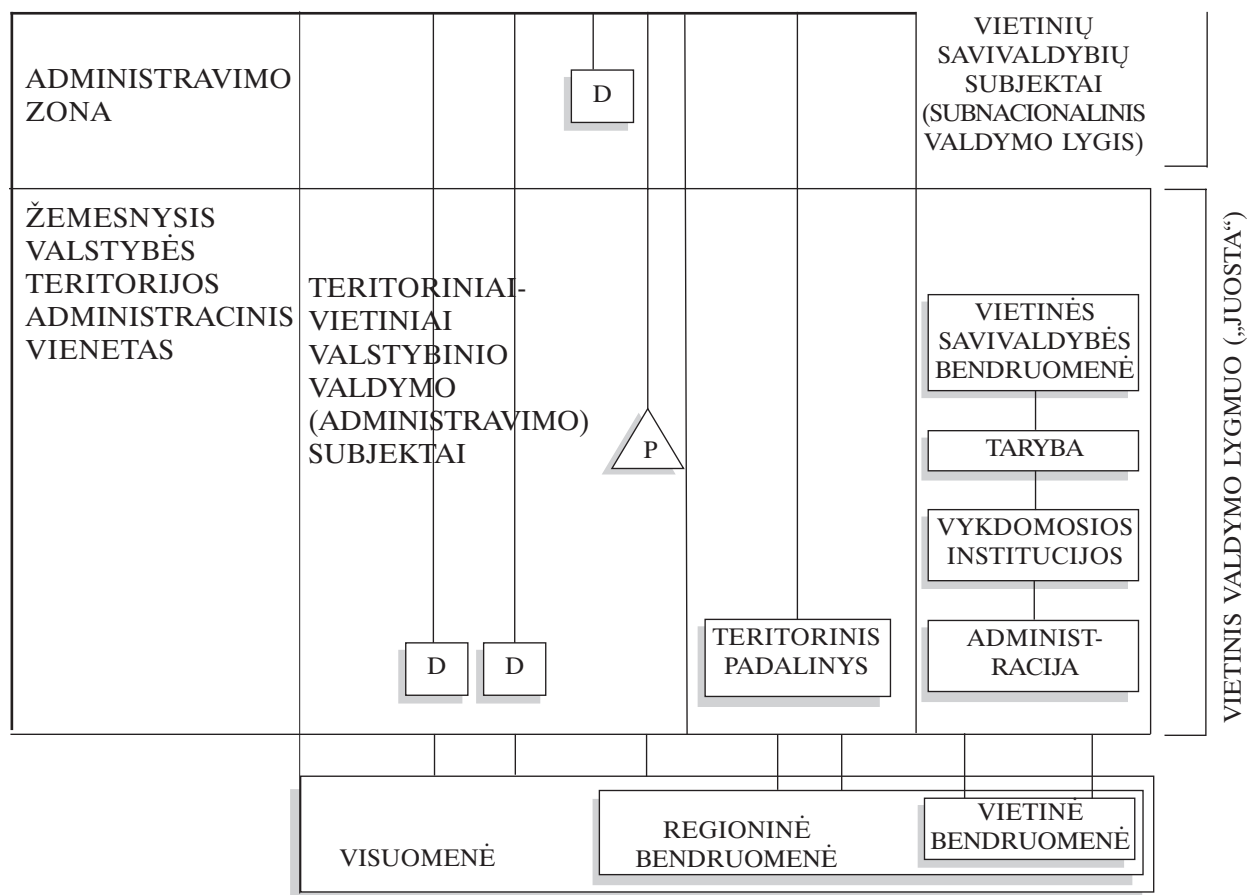 ADMINISTRAVIMO
ZONA
D
VIETINIŲ
SAVIVALDYBIŲ
SUBJEKTAI
(SUBNACIONALINIS
VALDYMO LYGIS)
ŽEMESNYSIS
VALSTYBĖS
TERITORIJOS
ADMINISTRACINIS
VIENETAS
TERITORINIAI-
VIETINIAI
VALSTYBINIO
VALDYMO
(ADMINISTRAVIMO)
SUBJEKTAI
P
D
D
TERITORINIS
PADALINYS
VIETINĖS
SAVIVALDYBĖS
BENDRUOMENĖ
TARYBA
VYKDOMOSIOS
INSTITUCIJOS
ADMINIST-
RACIJA
VIETINIS VALDYMO LYGMUO („JUOSTA“)
VISUOMENĖ
REGIONINĖ
BENDRUOMENĖ
VIETINĖ
BENDRUOMENĖ